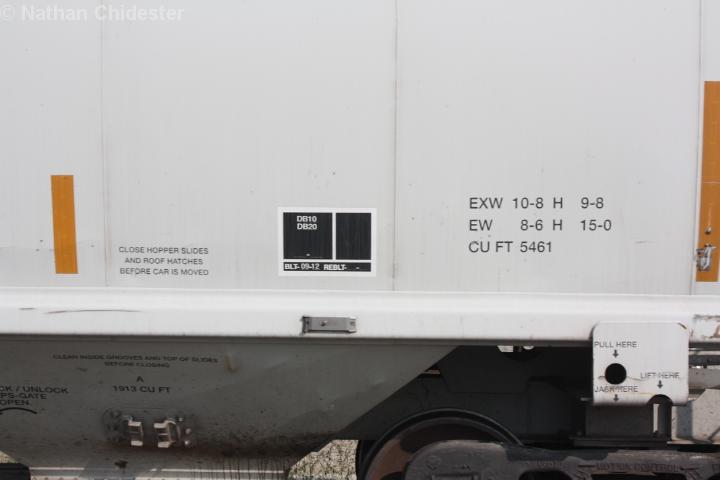 © Nathan Chidester
EXW 10-8 H 9-8
EW 8-6 H 15-0
CU FT 5461
DB10
DB20
BLT- 09-12 REBLT- -
CLOSE HOPPER SLIDES
AND ROOF HATCHES
BEFORE CAR IS MOVED
PULL HERE
LIFT HERE
JACK HERE
CLEAN INSIDE GROOVES AND TOP OF SLIDES
BEFORE CLOSING
A
1913 CU FT
CK / UNLOCK
PS-GATE
OPEN.
MOTION CONTROL